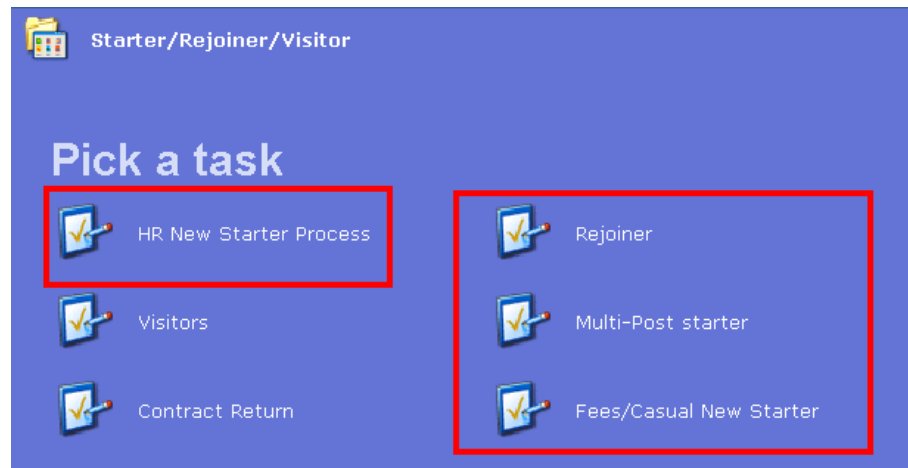 Starter/Rejoiner/Visitor
Pick a task
HR New Starter Process
Rejoiner
Visitors
Multi-Post starter
Contract Return
Fees/Casual New Starter